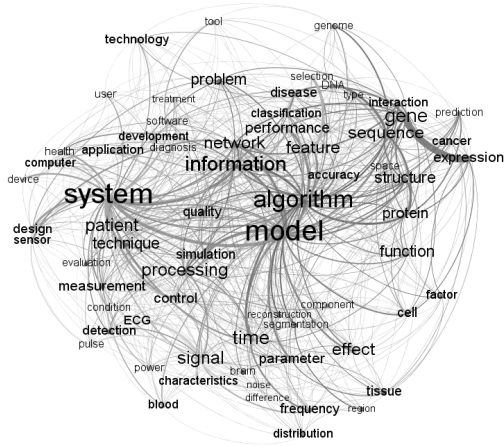 tool
genome
technology
problem
selection
disease
DNA
type
user
treatment
interaction
gene
prediction
software
classification
performance
sequence
development
network
feature
cancer
health
application
diagnosis
expression
computer
information
space
accuracy
structure
device
system
algorithm
quality
protein
design
patient
model
sensor
technique
simulation
function
evaluation
processing
measurement
control
factor
condition
component
reconstruction
cell
ECG
segmentation
detection
time
pulse
effect
signal
parameter
power
brain
characteristics
noise
tissue
difference
blood
frequency
region
distribution